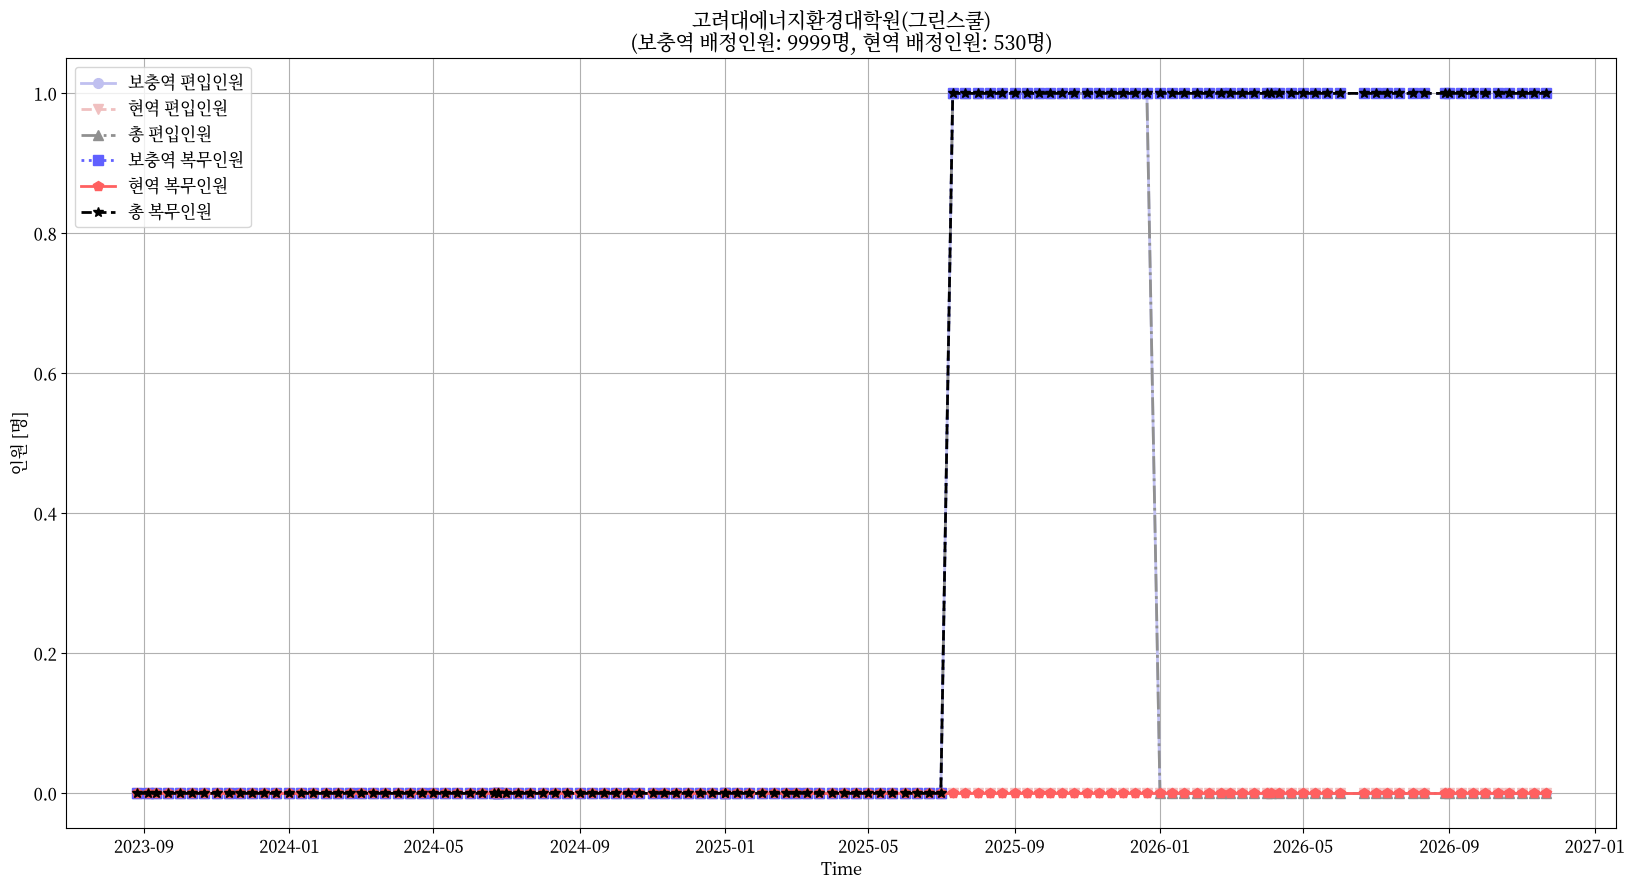 고려대에너지환경대학원(그린스쿨)
(보충역 배정인원: 9999명, 현역 배정인원: 530명)
보충역 편입인원
현역 편입인원
총 편입인원
보충역 복무인원
현역 복무인원
총 복무인원
인원 [명]
1.0
0.8
0.6
0.4
0.2
0.0
2023-09 2024-01 2024-05 2024-09 2025-01 2025-05 2025-09 2026-01 2026-05 2026-09 2027-01
Time